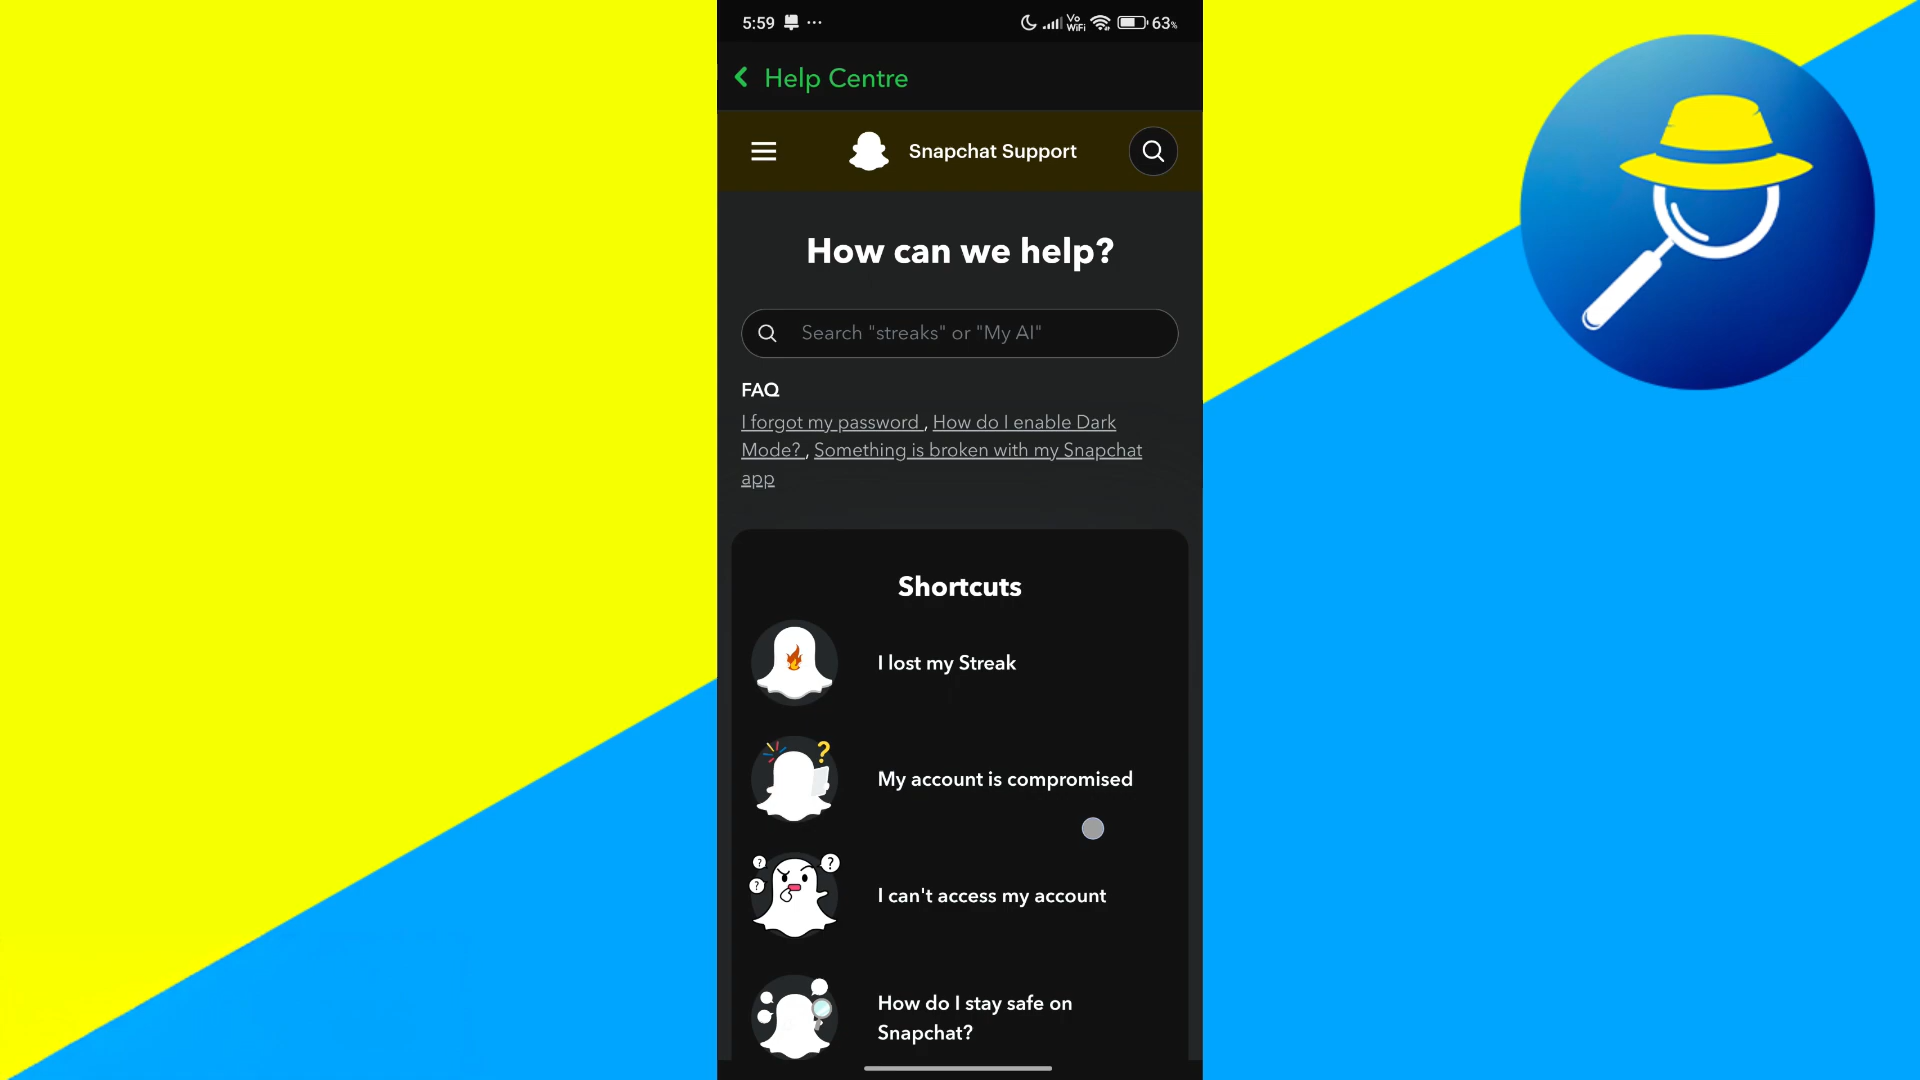 5:59 ... Vo WiFi 63%
Help Centre
Snapchat Support
How can we help?
Search "streaks" or "My AI"
FAQ
I forgot my password , How do I enable Dark
Mode? , Something is broken with my Snapchat
app
Shortcuts
I lost my Streak
?
My account is compromised
? ?
?
I can't access my account
How do I stay safe on
Snapchat?